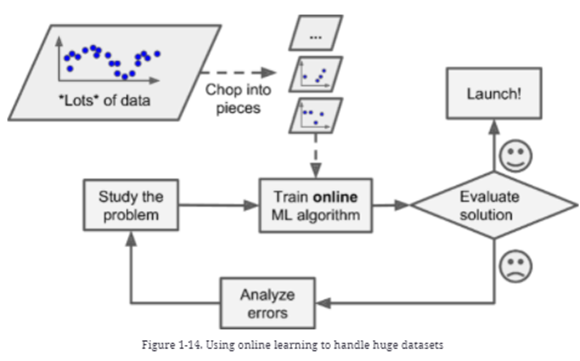 *Lots* of data
Chop into
pieces
...
Launch!
Study the
problem
Train online
ML algorithm
Evaluate
solution
Analyze
errors
Figure 1-14. Using online learning to handle huge datasets